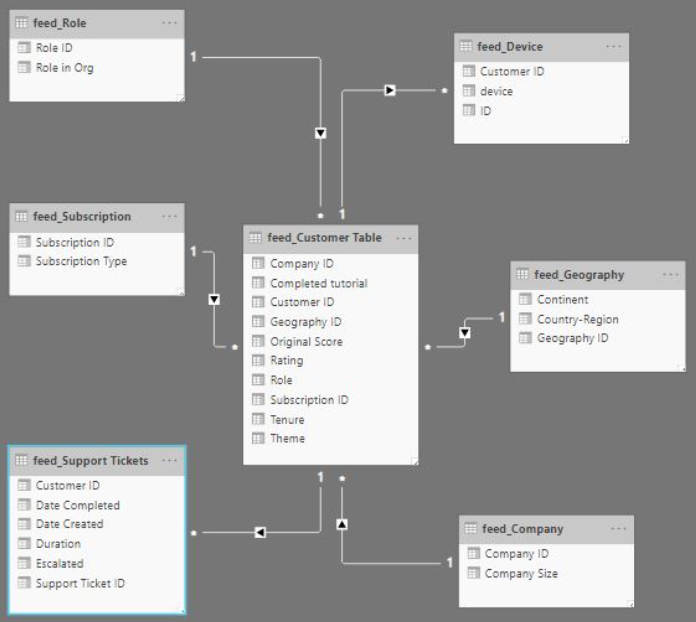 feed_Role
Role ID
Role in Org
1
*
feed_Device
Customer ID
device
ID
*
1
feed_Subscription
Subscription ID
Subscription Type
1
*
feed_Customer Table
Company ID
Completed tutorial
Customer ID
Geography ID
Original Score
Rating
Role
Subscription ID
Tenure
Theme
feed_Geography
Continent
Country-Region
Geography ID
1
*
feed_Support Tickets
Customer ID
Date Completed
Date Created
Duration
Escalated
Support Ticket ID
*
1
*
feed_Company
Company ID
Company Size
1